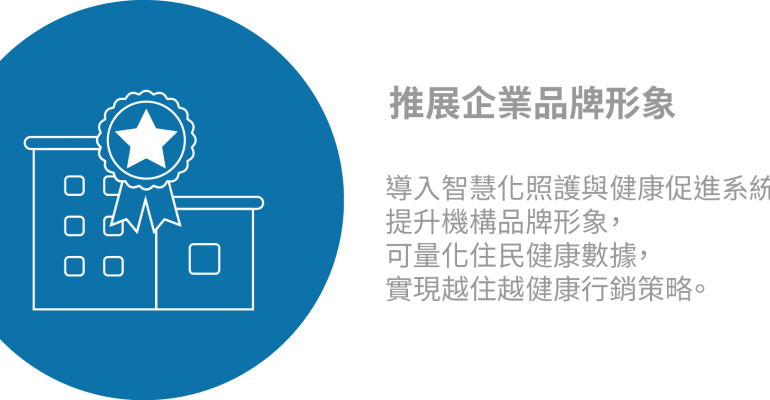 推展企業品牌形象
導入智慧化照護與健康促進系統
提升機構品牌形象，
可量化住民健康數據，
實現越住越健康行銷策略。